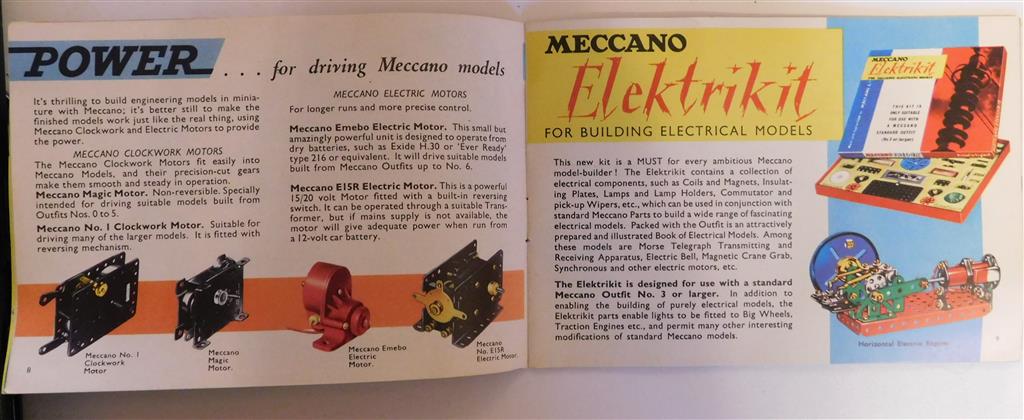 POWER . . . for driving Meccano models
It's thrilling to build engineering models in minia-
ture with Meccano; it's better still to make the
finished models work just like the real thing, using
Meccano Clockwork and Electric Motors to provide
the power.
MECCANO CLOCKWORK MOTORS
The Meccano Clockwork Motors fit easily into
Meccano Models, and their precision-cut gears
make them smooth and steady in operation.
Meccano Magic Motor. Non-reversible. Specially
intended for driving suitable models built from
Outfits Nos. 0 to 5.
Meccano No. 1 Clockwork Motor. Suitable for
driving many of the larger models. It is fitted with
reversing mechanism.
MECCANO ELECTRIC MOTORS
For longer runs and more precise control.
Meccano Emebo Electric Motor. This small but
amazingly powerful unit is designed to operate from
dry batteries, such as Exide H.30 or 'Ever Ready'
type 216 or equivalent. It will drive suitable models
built from Meccano Outfits up to No. 6.
Meccano E15R Electric Motor. This is a powerful
15/20 volt Motor fitted with a built-in reversing
switch. It can be operated through a suitable Trans-
former, but if mains supply is not available, the
motor will give adequate power when run from
a 12-volt car battery.
Meccano No. 1
Clockwork
Motor
Meccano
Magic
Motor.
Meccano Emebo
Electric
Motor.
Meccano
No. E15R
Electric Motor.
8
MECCANO
Elektrikit
FOR BUILDING ELECTRICAL MODELS
This new kit is a MUST for every ambitious Meccano
model-builder! The Elektrikit contains a collection of
electrical components, such as Coils and Magnets, Insulat-
ing Plates, Lamps and Lamp Holders, Commutator and
pick-up Wipers, etc., which can be used in conjunction with
standard Meccano Parts to build a wide range of fascinating
electrical models. Packed with the Outfit is an attractively
prepared and illustrated Book of Electrical Models. Among
these models are Morse Telegraph Transmitting and
Receiving Apparatus, Electric Bell, Magnetic Crane Grab,
Synchronous and other electric motors, etc.
The Elektrikit is designed for use with a standard
Meccano Outfit No. 3 or larger. In addition to
enabling the building of purely electrical models, the
Elektrikit parts enable lights to be fitted to Big Wheels,
Traction Engines etc., and permit many other interesting
modifications of standard Meccano models.
MECCANO
Elektrikit
THIS KIT IS
ONLY SUITABLE
FOR USE WITH
A MECCANO
STANDARD OUTFIT
(No. 3 or larger)
Horizontal Electric Engine
9